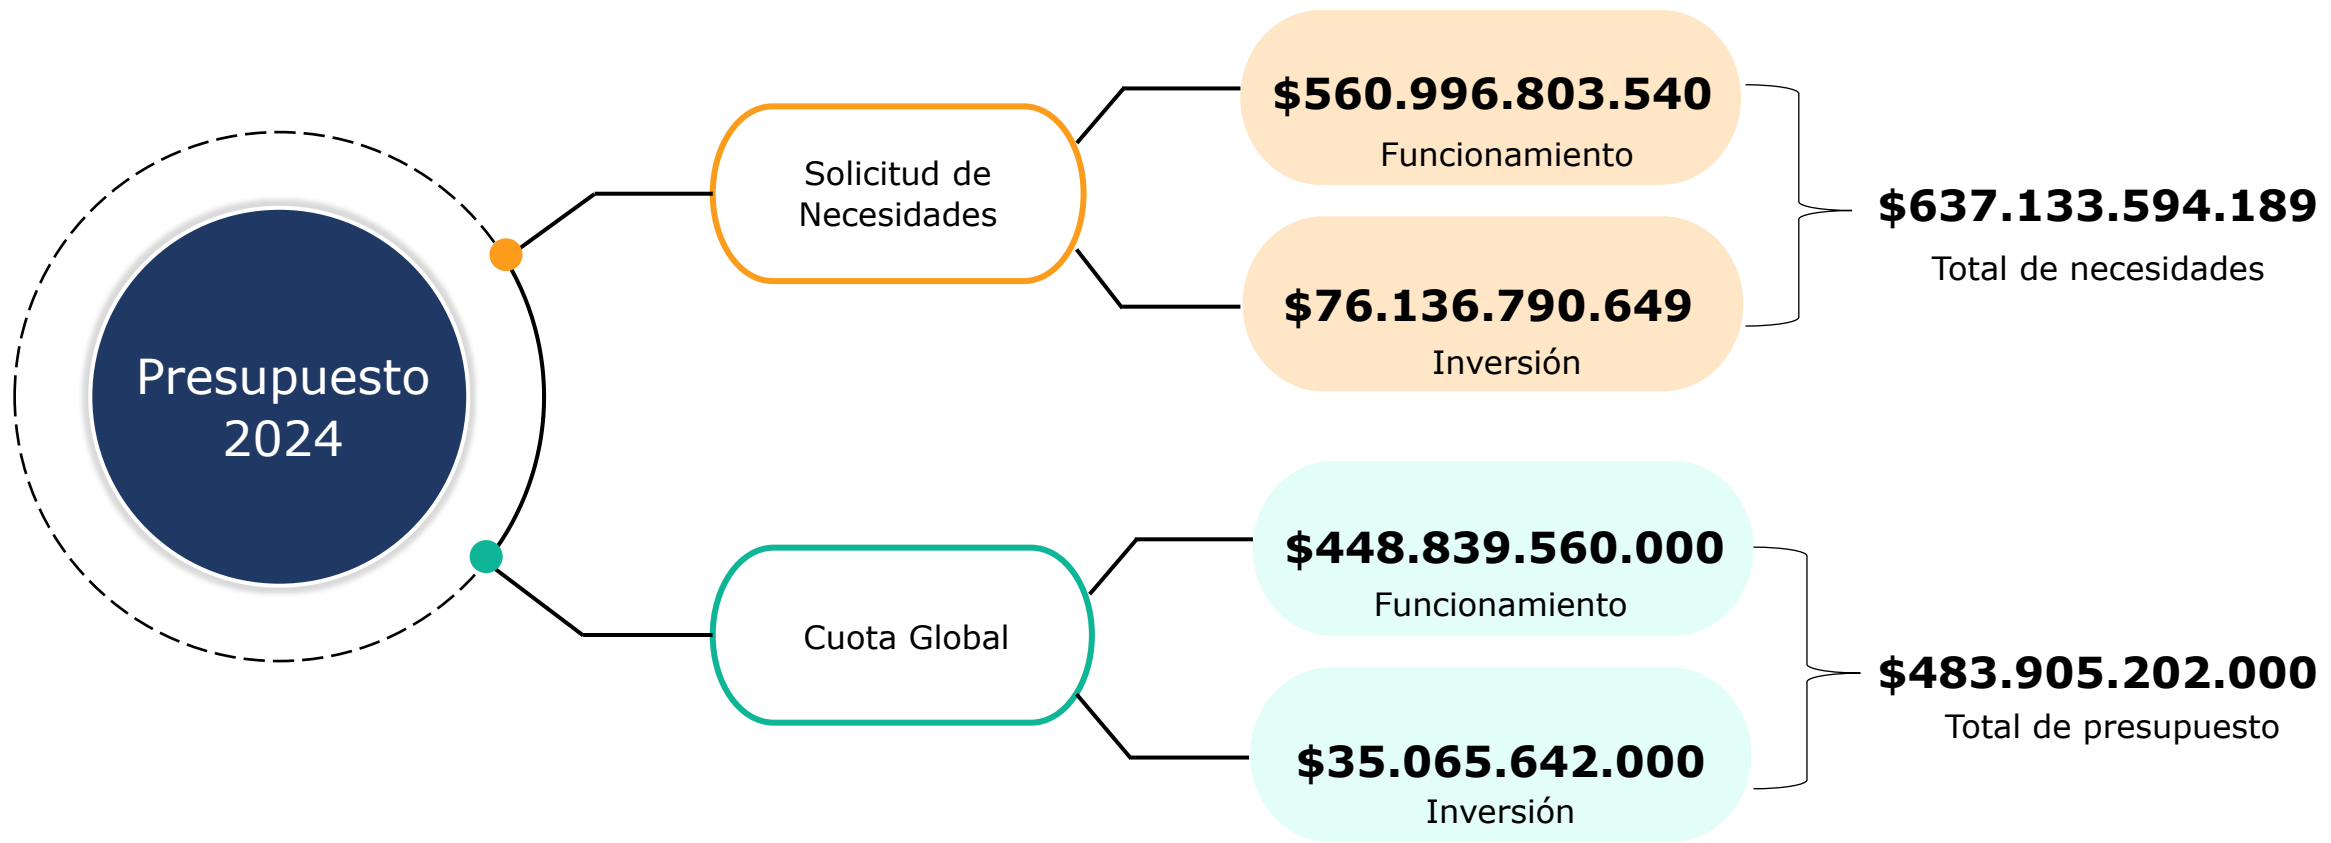 Presupuesto
2024
Solicitud de
Necesidades
$560.996.803.540
Funcionamiento
$76.136.790.649
Inversión
$637.133.594.189
Total de necesidades
Cuota Global
$448.839.560.000
Funcionamiento
$35.065.642.000
Inversión
$483.905.202.000
Total de presupuesto